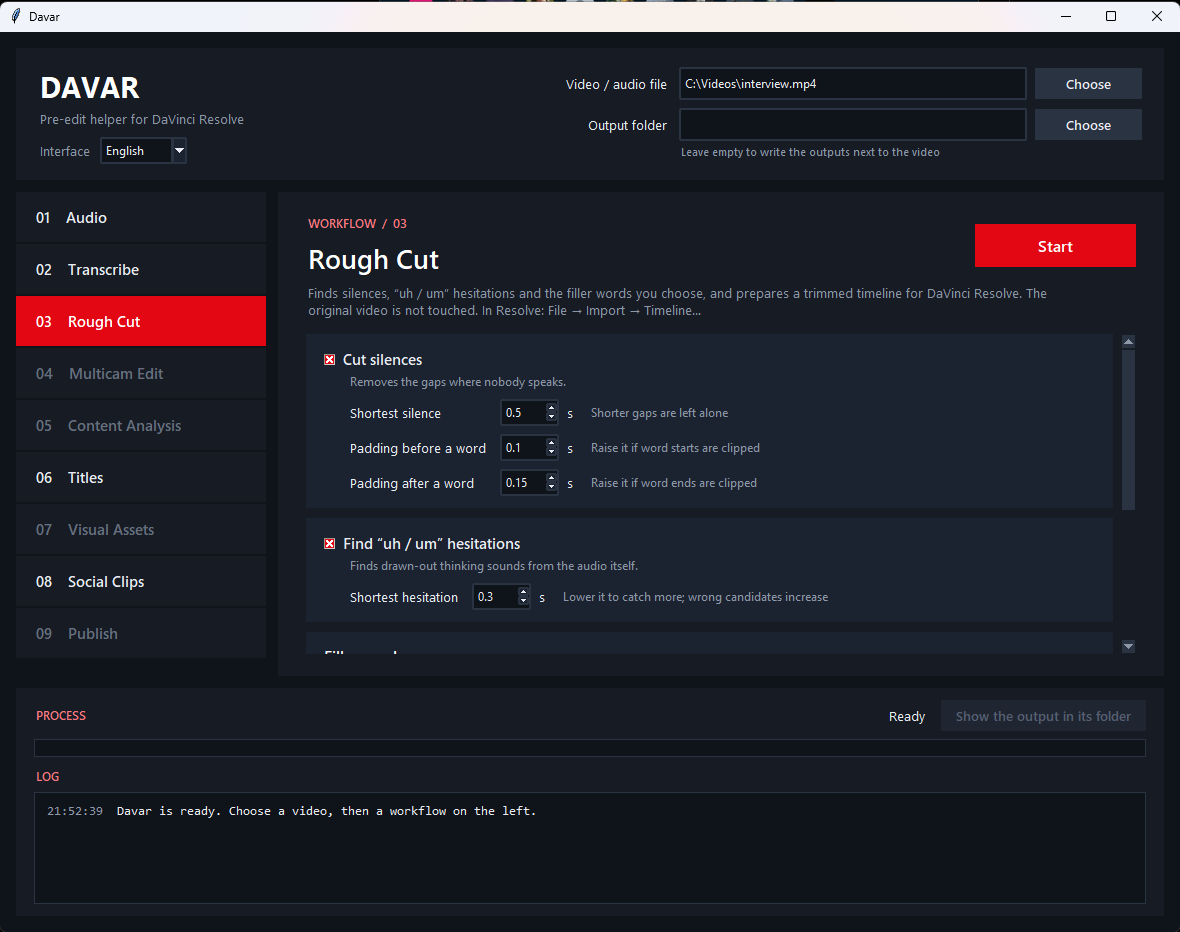 Davar
DAVAR
Pre-edit helper for DaVinci Resolve
Interface English
Video / audio file C:\Videos\interview.mp4 Choose
Output folder Choose
Leave empty to write the outputs next to the video
01 Audio
02 Transcribe
03 Rough Cut
04 Multicam Edit
05 Content Analysis
06 Titles
07 Visual Assets
08 Social Clips
09 Publish
WORKFLOW / 03
Rough Cut
Start
Finds silences, “uh / um” hesitations and the filler words you choose, and prepares a trimmed timeline for DaVinci Resolve. The
original video is not touched. In Resolve: File → Import → Timeline...
Cut silences
Removes the gaps where nobody speaks.
Shortest silence 0.5 s Shorter gaps are left alone
Padding before a word 0.1 s Raise it if word starts are clipped
Padding after a word 0.15 s Raise it if word ends are clipped
Find “uh / um” hesitations
Finds drawn-out thinking sounds from the audio itself.
Shortest hesitation 0.3 s Lower it to catch more; wrong candidates increase
PROCESS
Ready
Show the output in its folder
LOG
21:52:39 Davar is ready. Choose a video, then a workflow on the left.